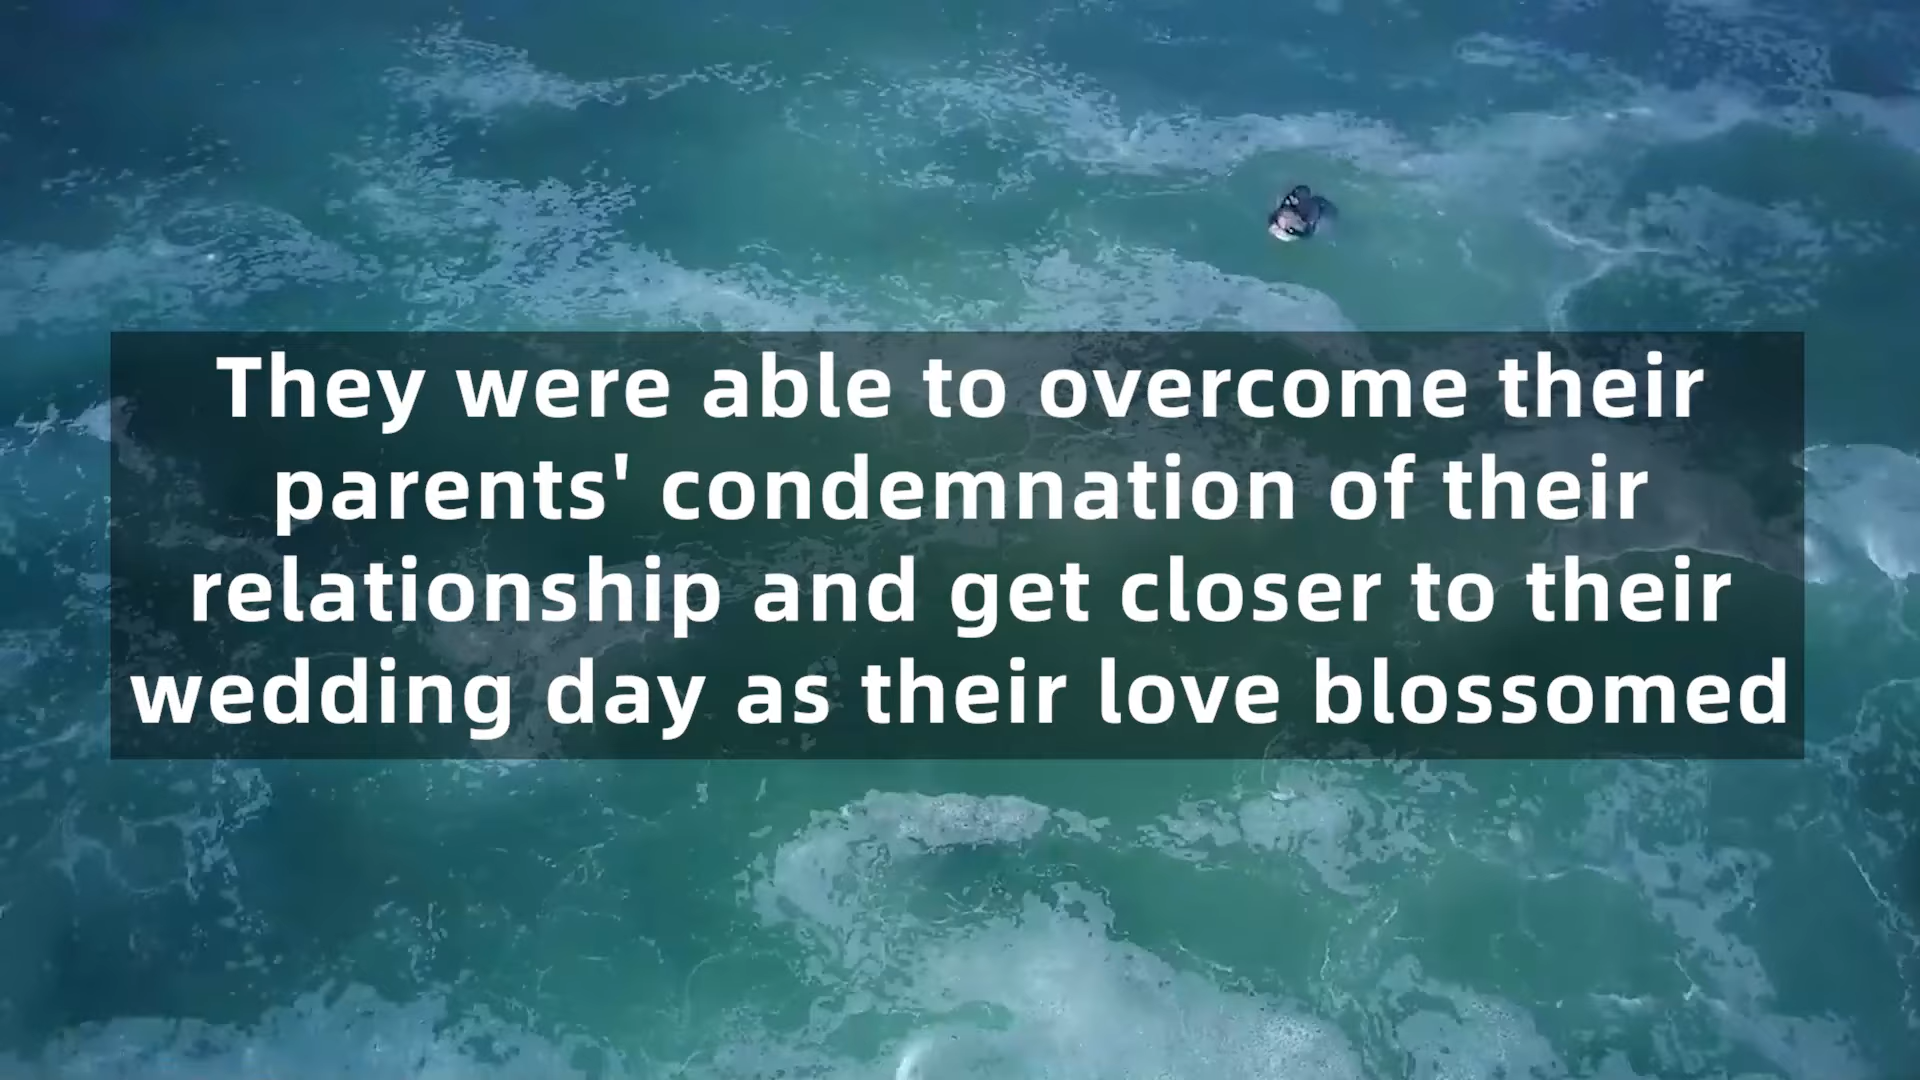 They were able to overcome their
parents' condemnation of their
relationship and get closer to their
wedding day as their love blossomed